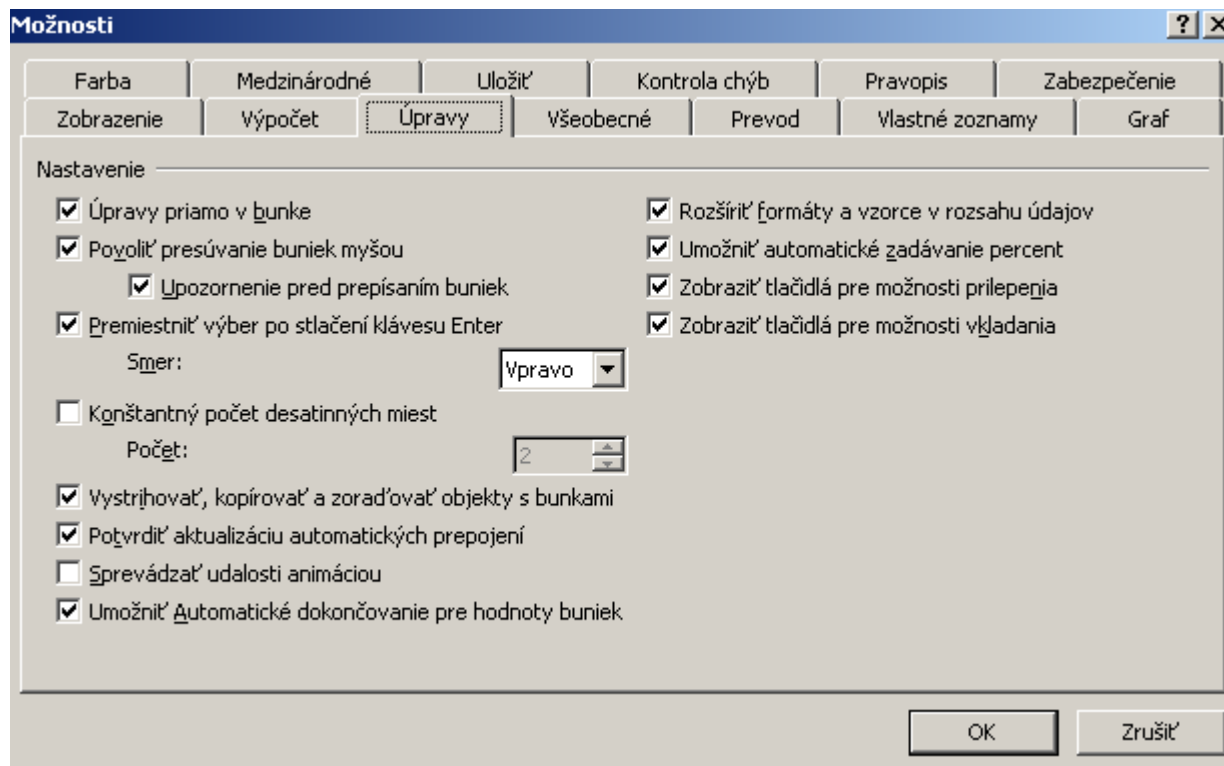 Možnosti
Farba Medzinárodné Uložiť Kontrola chýb Pravopis Zabezpečenie
Zobrazenie Výpočet Úpravy Všeobecné Prevod Vlastné zoznamy Graf
Nastavenie
Úpravy priamo v bunke
Povoliť presúvanie buniek myšou
Upozornenie pred prepísaním buniek
Premiestniť výber po stlačení klávesu Enter
Smer: Vpravo
Konštantný počet desatinných miest
Počet: 2
Vystrihovať, kopírovať a zoraďovať objekty s bunkami
Potvrdiť aktualizáciu automatických prepojení
Sprevádzať udalosti animáciou
Umožniť Automatické dokončovanie pre hodnoty buniek
Rozšíriť formáty a vzorce v rozsahu údajov
Umožniť automatické zadávanie percent
Zobraziť tlačidlá pre možnosti prilepenia
Zobraziť tlačidlá pre možnosti vkladania
OK Zrušiť